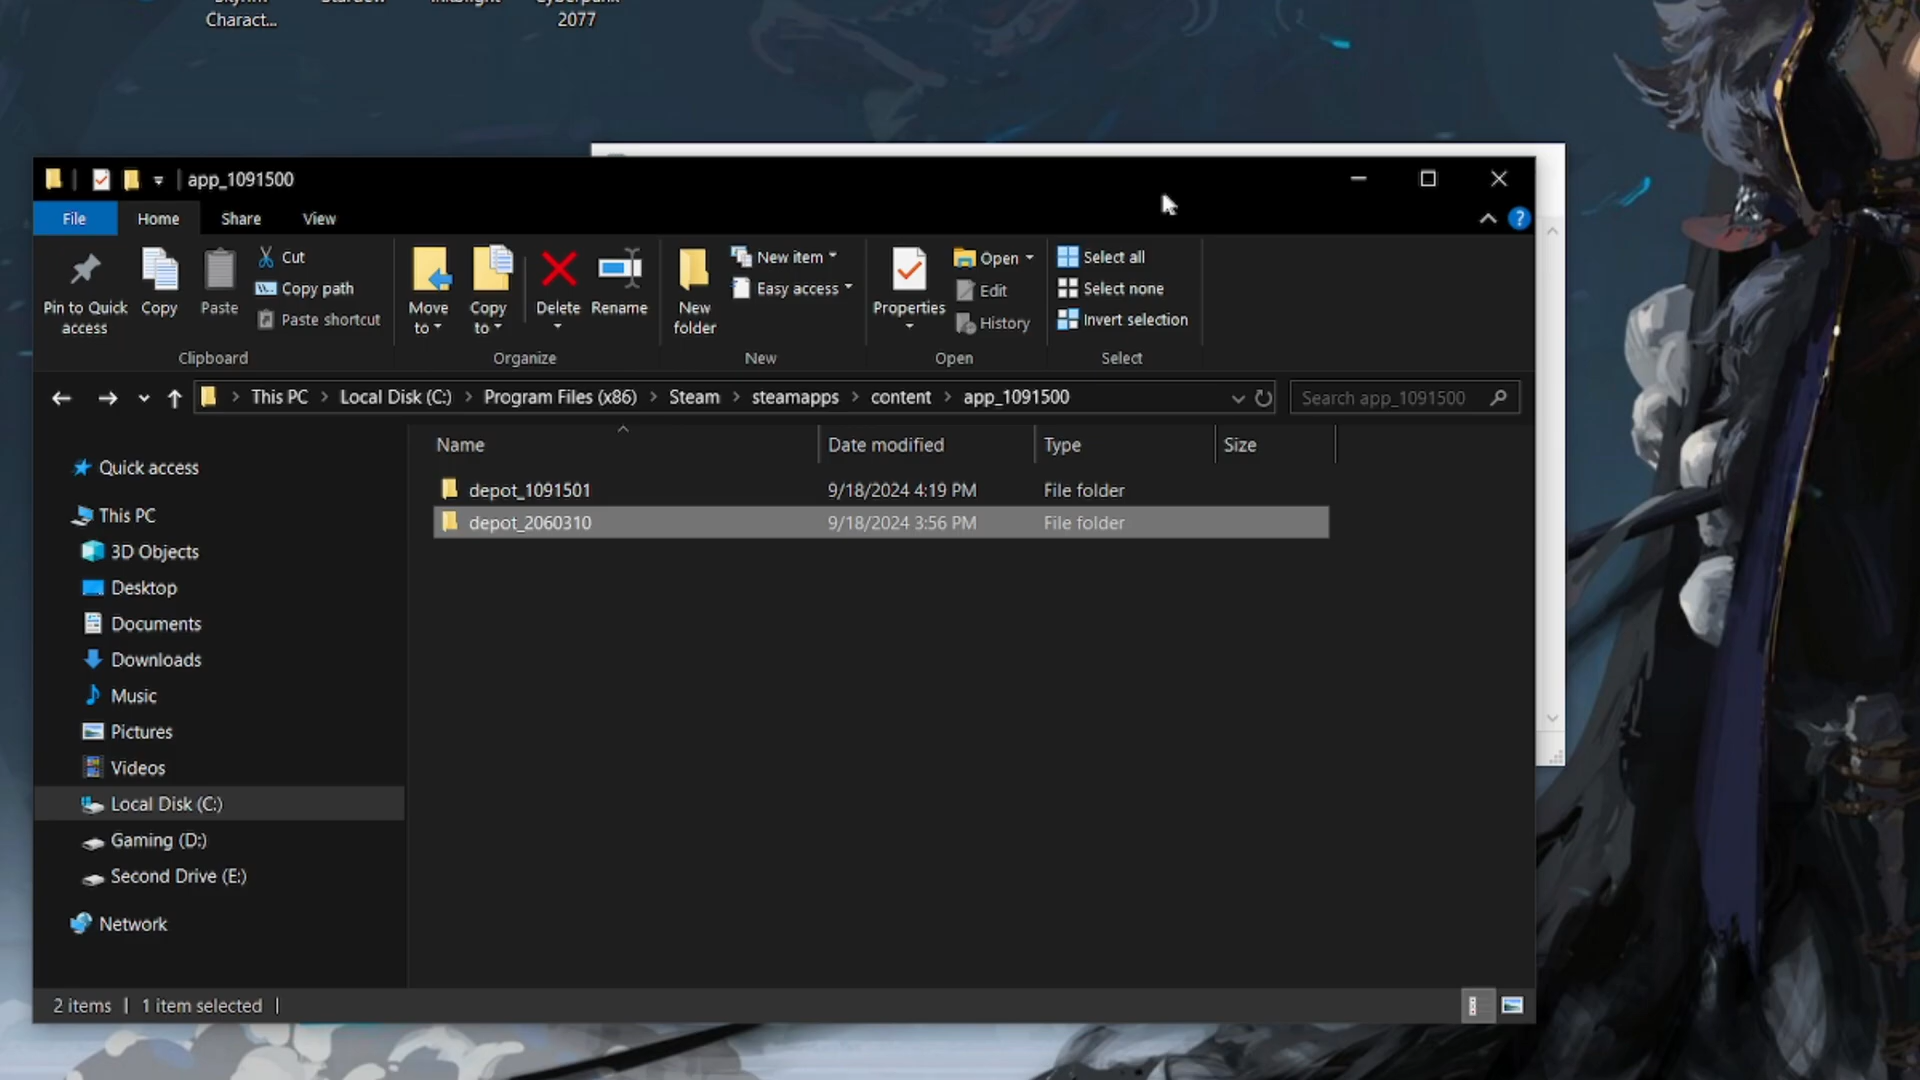 Charact...
2077
app_1091500
File
Home
Share
View
?
Pin to Quick access
Copy
Paste
Cut
Copy path
Paste shortcut
Clipboard
Move to
Copy to
Delete
Rename
Organize
New folder
New item
Easy access
New
Properties
Open
Edit
History
Open
Select all
Select none
Invert selection
Select
This PC
Local Disk (C:)
Program Files (x86)
Steam
steamapps
content
app_1091500
Search app_1091500
Name
Date modified
Type
Size
depot_1091501
9/18/2024 4:19 PM
File folder
depot_2060310
9/18/2024 3:56 PM
File folder
Quick access
This PC
3D Objects
Desktop
Documents
Downloads
Music
Pictures
Videos
Local Disk (C:)
Gaming (D:)
Second Drive (E:)
Network
2 items
1 item selected